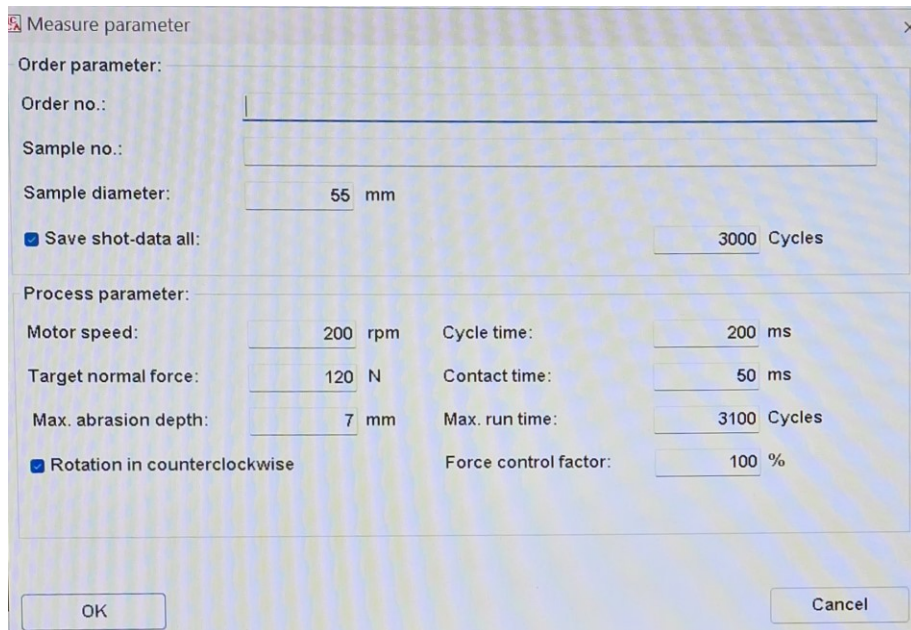 Measure parameter
Order parameter:
Order no.:
Sample no.:
Sample diameter: 55 mm
Save shot-data all: 3000 Cycles
Process parameter:
Motor speed: 200 rpm Cycle time: 200 ms
Target normal force: 120 N Contact time: 50 ms
Max. abrasion depth: 7 mm Max. run time: 3100 Cycles
Rotation in counterclockwise Force control factor: 100 %
OK Cancel